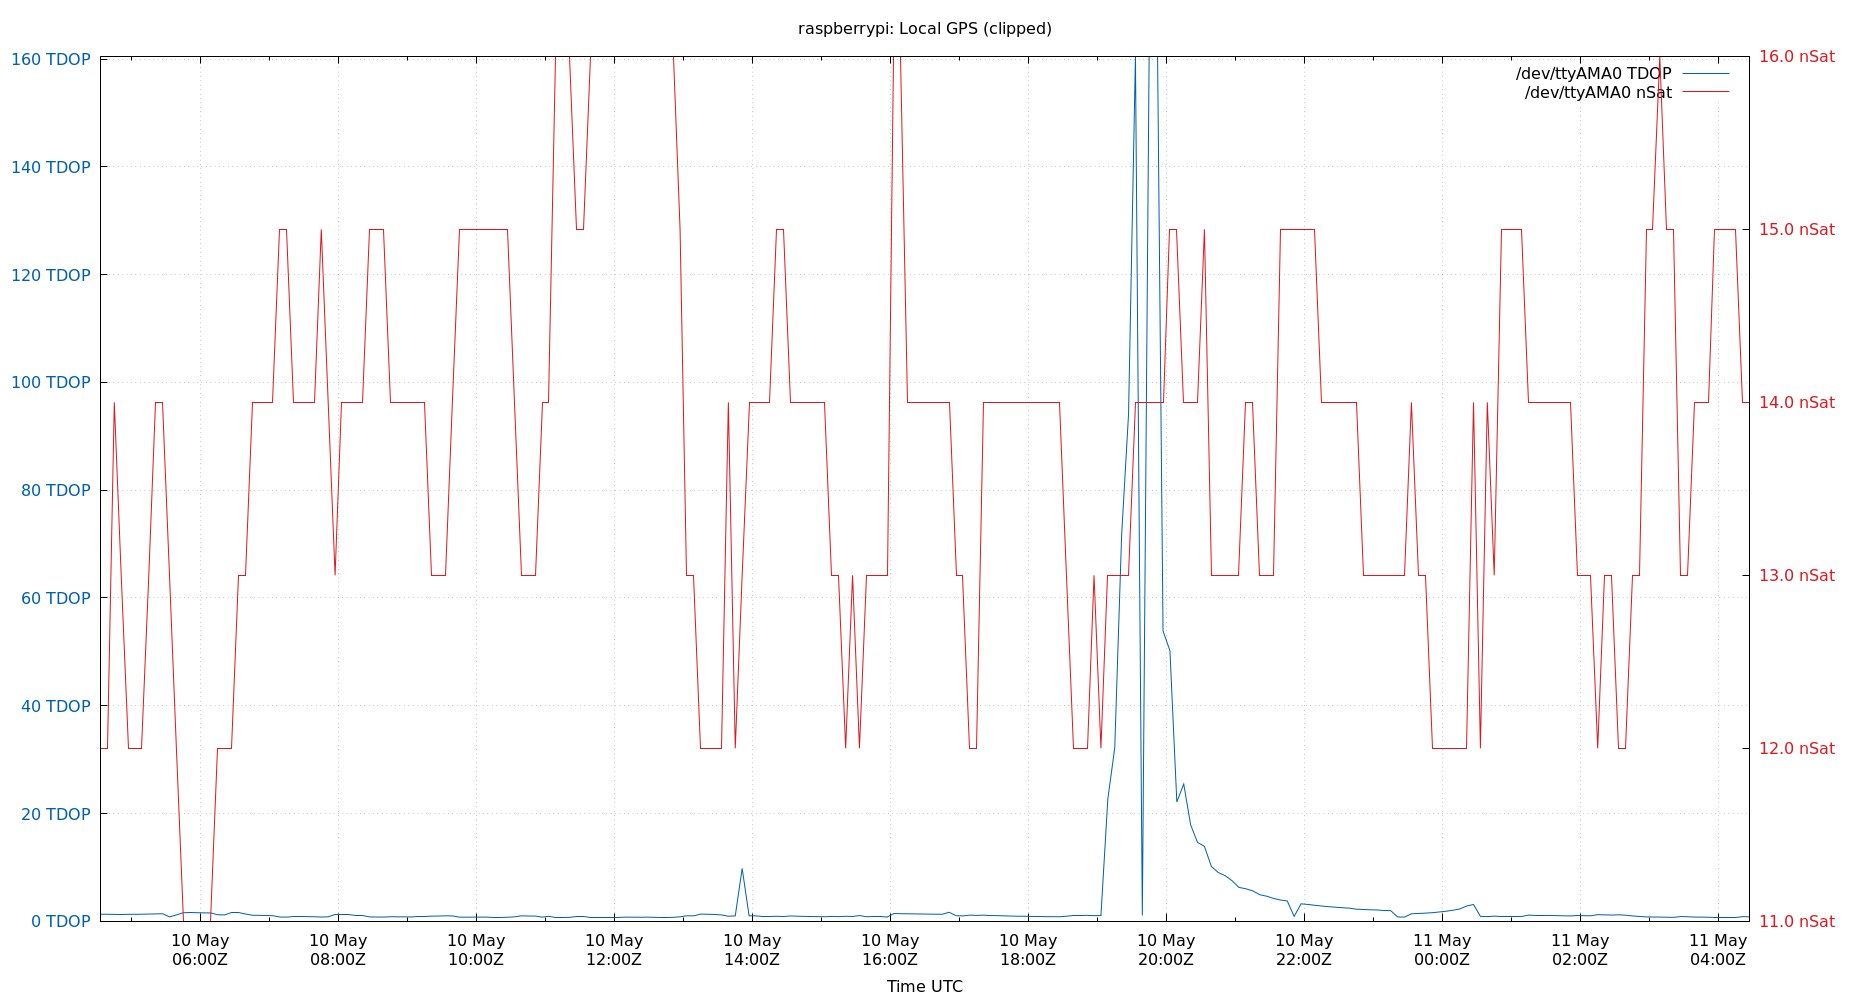 raspberrypi: Local GPS (clipped)
160 TDOP
140 TDOP
120 TDOP
100 TDOP
80 TDOP
60 TDOP
40 TDOP
20 TDOP
0 TDOP
16.0 nSat
15.0 nSat
14.0 nSat
13.0 nSat
12.0 nSat
11.0 nSat
/dev/ttyAMA0 TDOP
/dev/ttyAMA0 nSat
10 May 10 May 10 May 10 May 10 May 10 May 10 May 10 May 10 May 11 May 11 May 11 May
06:00Z 08:00Z 10:00Z 12:00Z 14:00Z 16:00Z 18:00Z 20:00Z 22:00Z 00:00Z 02:00Z 04:00Z
Time UTC